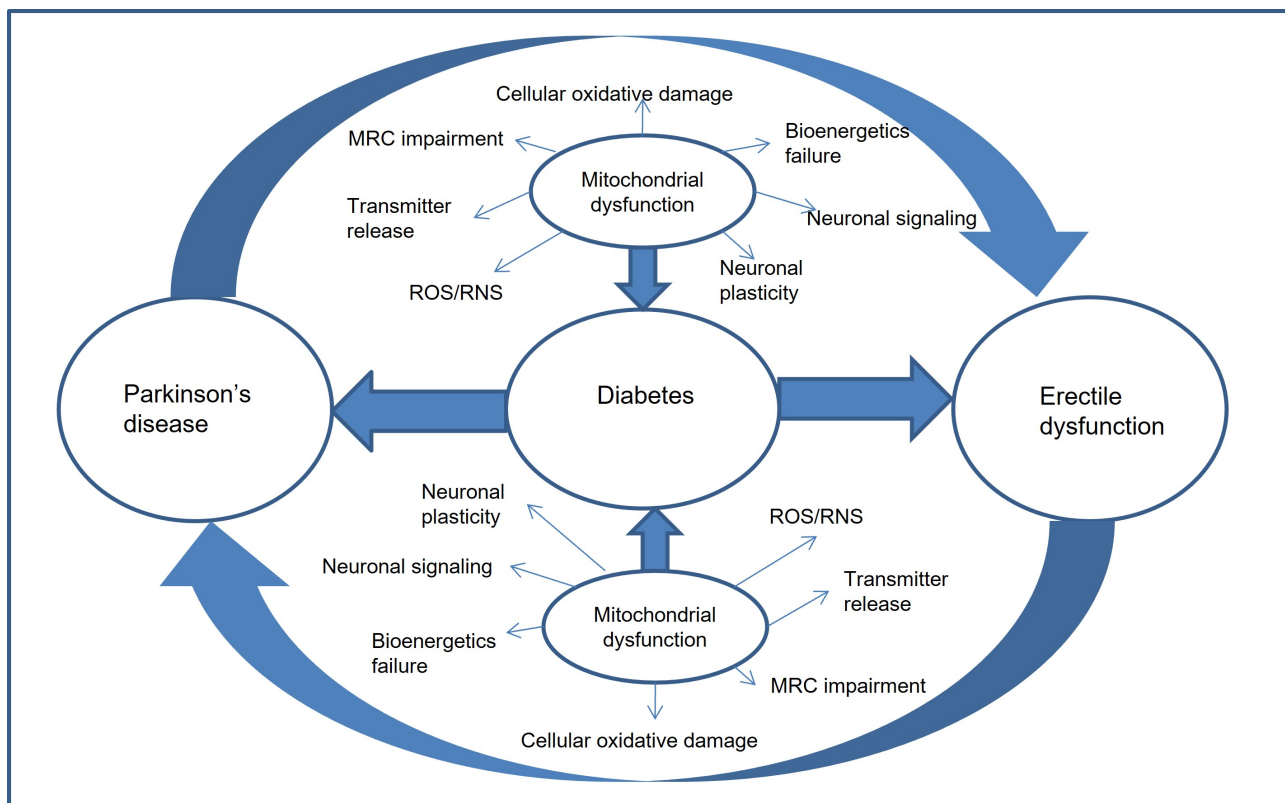 Cellular oxidative damage
MRC impairment
Bioenergetics
failure
Mitochondrial
dysfunction
Transmitter
release
Neuronal signaling
ROS/RNS
Neuronal
plasticity
Parkinson’s
disease
Diabetes
Erectile
dysfunction
Neuronal
plasticity
ROS/RNS
Neuronal signaling
Transmitter
release
Mitochondrial
dysfunction
Bioenergetics
failure
MRC impairment
Cellular oxidative damage